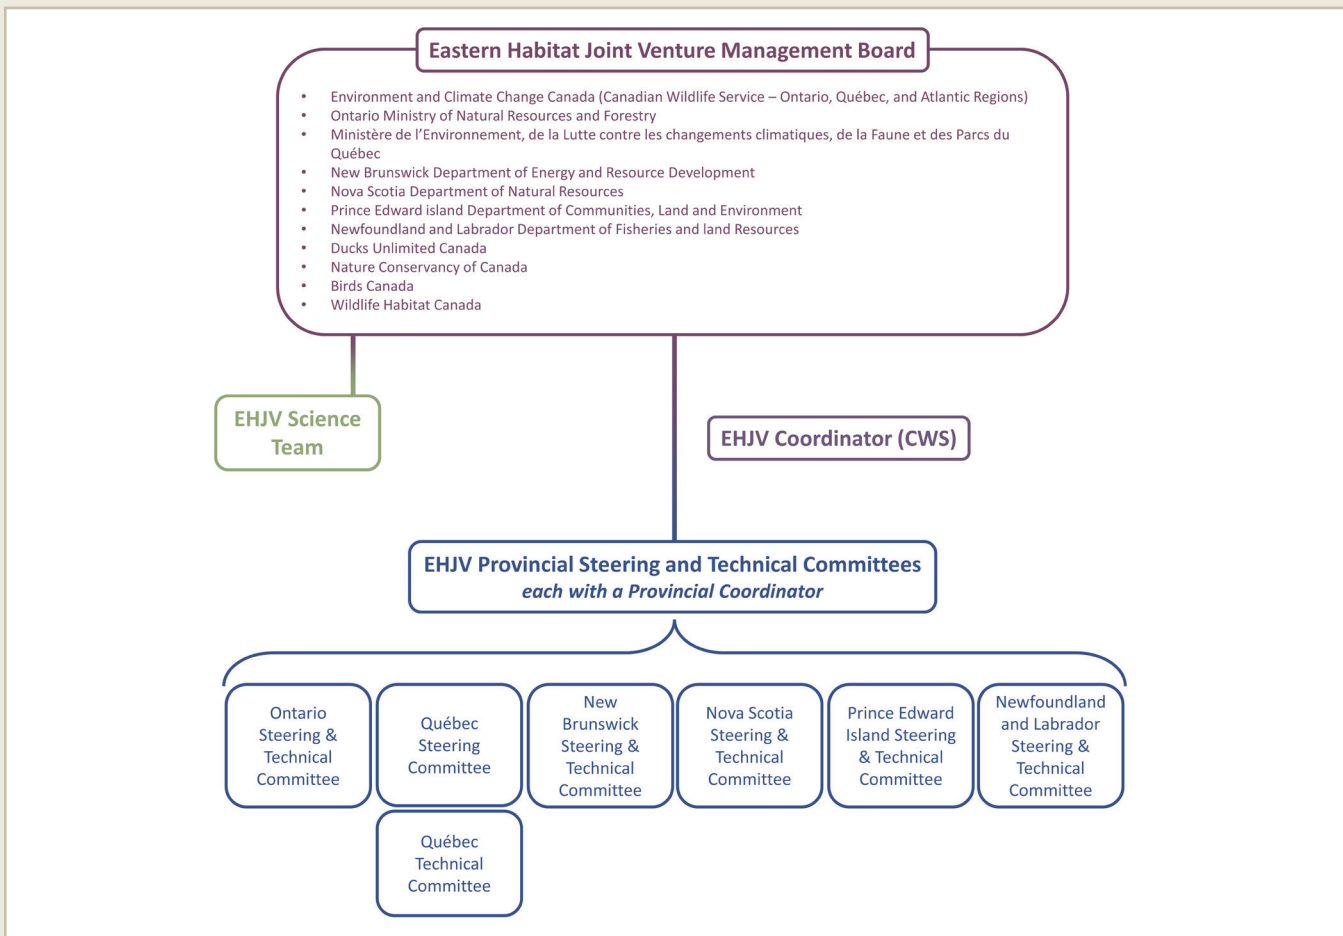 Eastern Habitat Joint Venture Management Board
• Environment and Climate Change Canada (Canadian Wildlife Service – Ontario, Québec, and Atlantic Regions)
• Ontario Ministry of Natural Resources and Forestry
• Ministère de l'Environnement, de la Lutte contre les changements climatiques, de la Faune et des Parcs du
Québec
• New Brunswick Department of Energy and Resource Development
• Nova Scotia Department of Natural Resources
• Prince Edward island Department of Communities, Land and Environment
• Newfoundland and Labrador Department of Fisheries and land Resources
• Ducks Unlimited Canada
• Nature Conservancy of Canada
• Birds Canada
• Wildlife Habitat Canada
EHJV Science
Team
EHJV Coordinator (CWS)
EHJV Provincial Steering and Technical Committees
each with a Provincial Coordinator
Ontario
Steering &
Technical
Committee
Québec
Steering
Committee
New
Brunswick
Steering &
Technical
Committee
Nova Scotia
Steering &
Technical
Committee
Prince Edward
Island Steering
& Technical
Committee
Newfoundland
and Labrador
Steering &
Technical
Committee
Québec
Technical
Committee